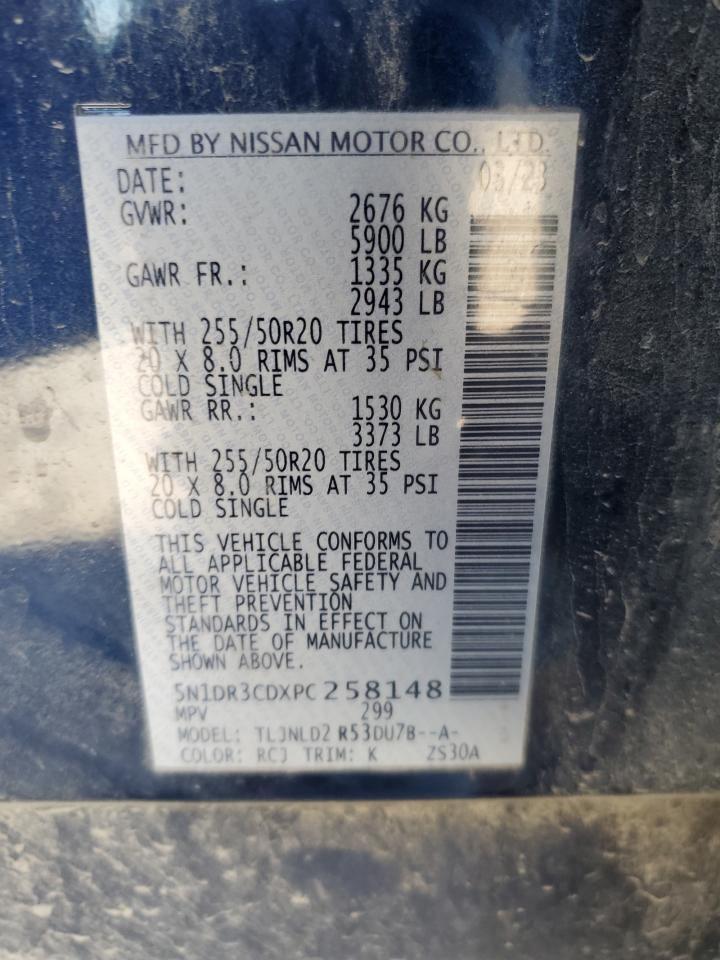 MFD BY NISSAN MOTOR CO., LTD.
DATE: 03/23
GVWR: 2676 KG
5900 LB
GAWR FR.: 1335 KG
2943 LB
WITH 255/50R20 TIRES
20 X 8.0 RIMS AT 35 PSI
COLD SINGLE
GAWR RR.: 1530 KG
3373 LB
WITH 255/50R20 TIRES
20 X 8.0 RIMS AT 35 PSI
COLD SINGLE
THIS VEHICLE CONFORMS TO
ALL APPLICABLE FEDERAL
MOTOR VEHICLE SAFETY AND
THEFT PREVENTION
STANDARDS IN EFFECT ON
THE DATE OF MANUFACTURE
SHOWN ABOVE.
5N1DR3CDXPC258148
MPV 299
MODEL: TLJNLD2 R53DU7B--A-
COLOR: RCJ TRIM: K ZS30A